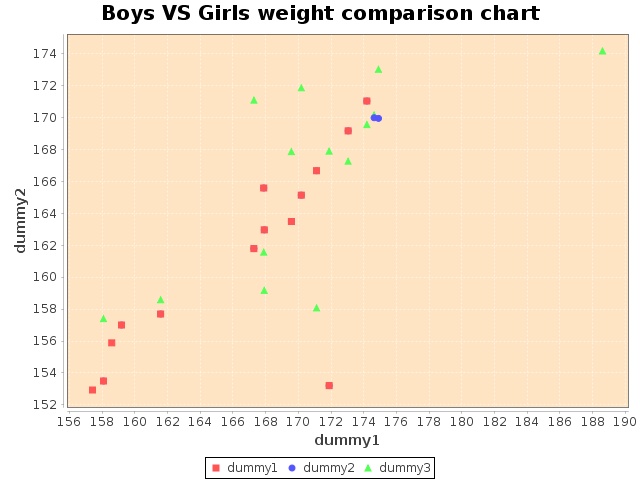 Boys VS Girls weight comparison chart
dummy2
174
172
170
168
166
164
162
160
158
156
154
152
156 158 160 162 164 166 168 170 172 174 176 178 180 182 184 186 188 190
dummy1
dummy1 dummy2 dummy3